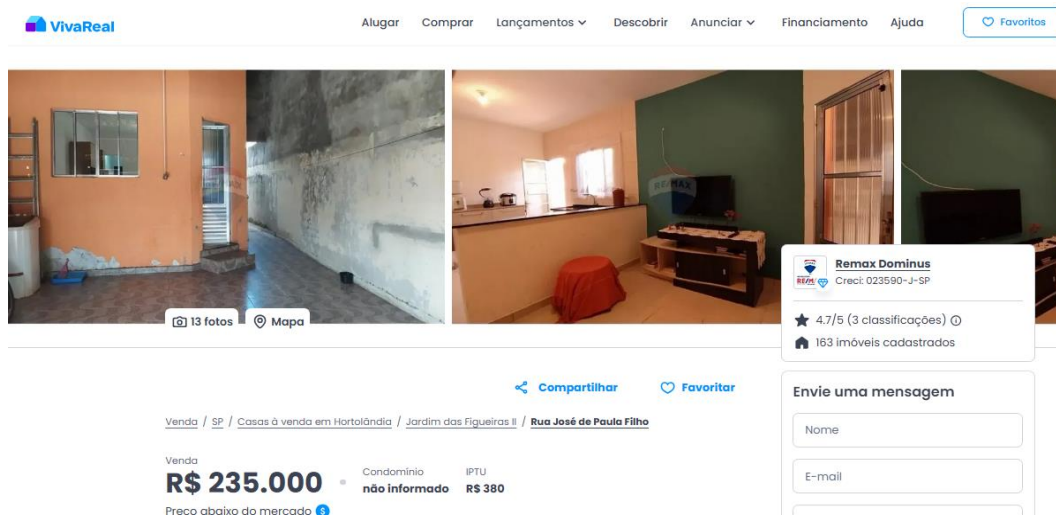 VivaReal
Alugar Comprar Lançamentos Descobrir Anunciar Financiamento Ajuda Favoritos
RE/MAX
13 fotos Mapa
Remax Dominus
Creci: 023590-J-SP
4.7/5 (3 classificações)
163 imóveis cadastrados
Compartilhar Favoritar
Envie uma mensagem
Venda / SP / Casas à venda em Hortolândia / Jardim das Figueiras II / Rua José de Paula Filho
Nome
Venda
Condomínio IPTU
R$ 235.000 não informado R$ 380
E-mail
Preço abaixo do mercado $